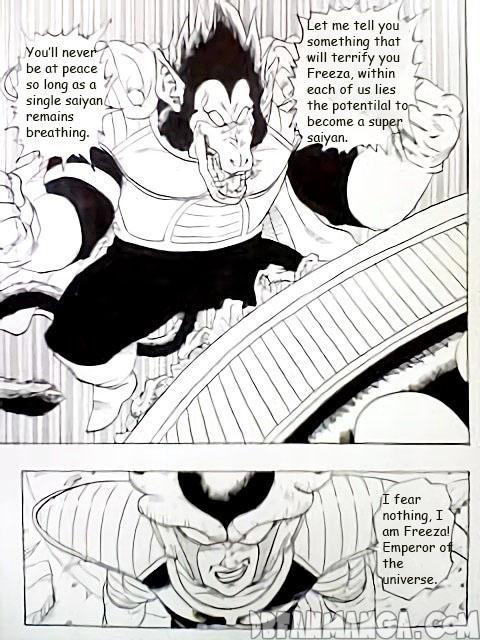 Let me tell you
something that
will terrify you
Freeza, within
each of us lies
the potentilal to
become a super
saiyan.
You'll never
be at peace
so long as a
single saiyan
remains
breathing.
I fear
nothing, I
am Freeza!
Emperor of
the
universe.
DBFANMANGA.COM